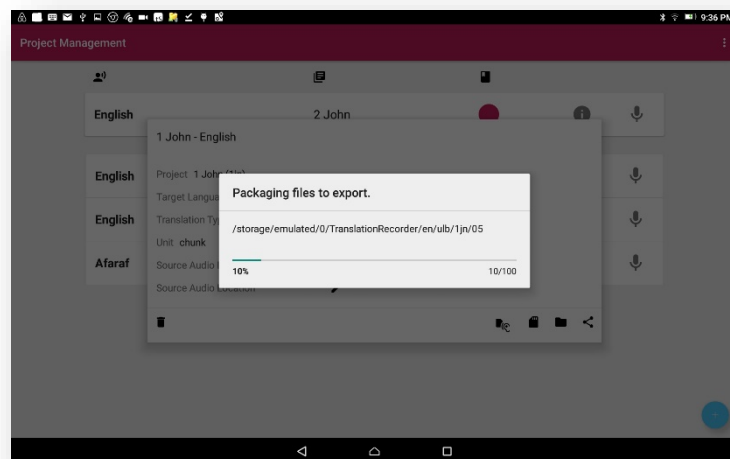 9:36 PM
Project Management
English 2 John
1 John - English
English Project 1 John (1jn)
Target Langua
English Translation Ty
Unit chunk
Afaraf Source Audio
Source Audio Location
Packaging files to export.
/storage/emulated/0/TranslationRecorder/en/ulb/1jn/05
10% 10/100